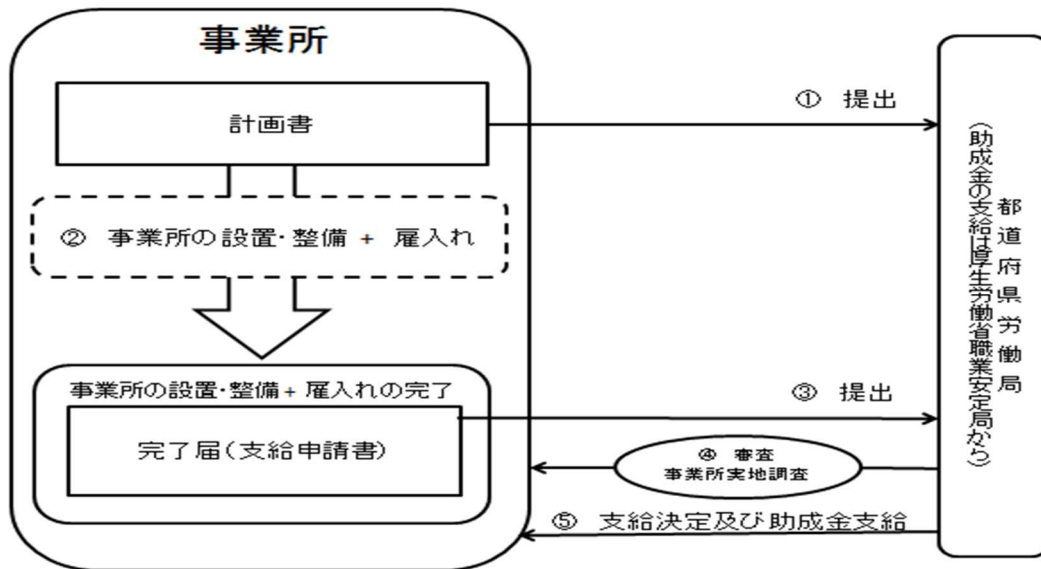 事業所
計画書
① 提出
② 事業所の設置・整備 + 雇入れ
事業所の設置・整備+雇入れの完了
完了届(支給申請書)
③ 提出
④ 審査
事業所実地調査
⑤ 支給決定及び助成金支給
都道府県労働局
(助成金の支給は厚生労働省職業安定局から)